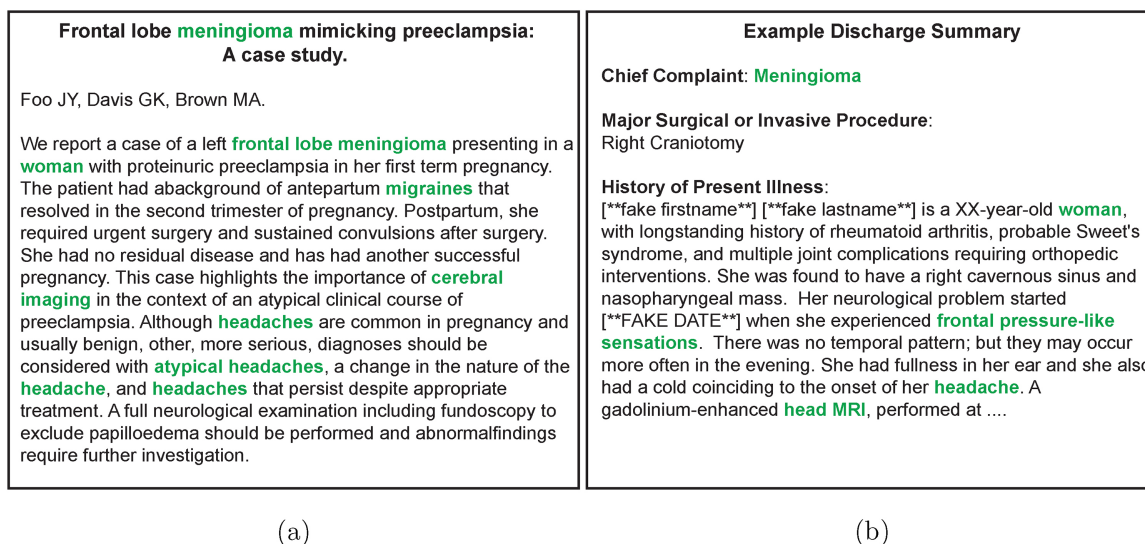 Frontal lobe meningioma mimicking preeclampsia:
A case study.
Foo JY, Davis GK, Brown MA.
We report a case of a left frontal lobe meningioma presenting in a
woman with proteinuric preeclampsia in her first term pregnancy.
The patient had abackground of antepartum migraines that
resolved in the second trimester of pregnancy. Postpartum, she
required urgent surgery and sustained convulsions after surgery.
She had no residual disease and has had another successful
pregnancy. This case highlights the importance of cerebral
imaging in the context of an atypical clinical course of
preeclampsia. Although headaches are common in pregnancy and
usually benign, other, more serious, diagnoses should be
considered with atypical headaches, a change in the nature of the
headache, and headaches that persist despite appropriate
treatment. A full neurological examination including fundoscopy to
exclude papilloedema should be performed and abnormalfindings
require further investigation.
(a)
Example Discharge Summary
Chief Complaint: Meningioma
Major Surgical or Invasive Procedure:
Right Craniotomy
History of Present Illness:
[**fake firstname**] [**fake lastname**] is a XX-year-old woman,
with longstanding history of rheumatoid arthritis, probable Sweet's
syndrome, and multiple joint complications requiring orthopedic
interventions. She was found to have a right cavernous sinus and
nasopharyngeal mass. Her neurological problem started
[**FAKE DATE**] when she experienced frontal pressure-like
sensations. There was no temporal pattern; but they may occur
more often in the evening. She had fullness in her ear and she also
had a cold coinciding to the onset of her headache. A
gadolinium-enhanced head MRI, performed at ....
(b)